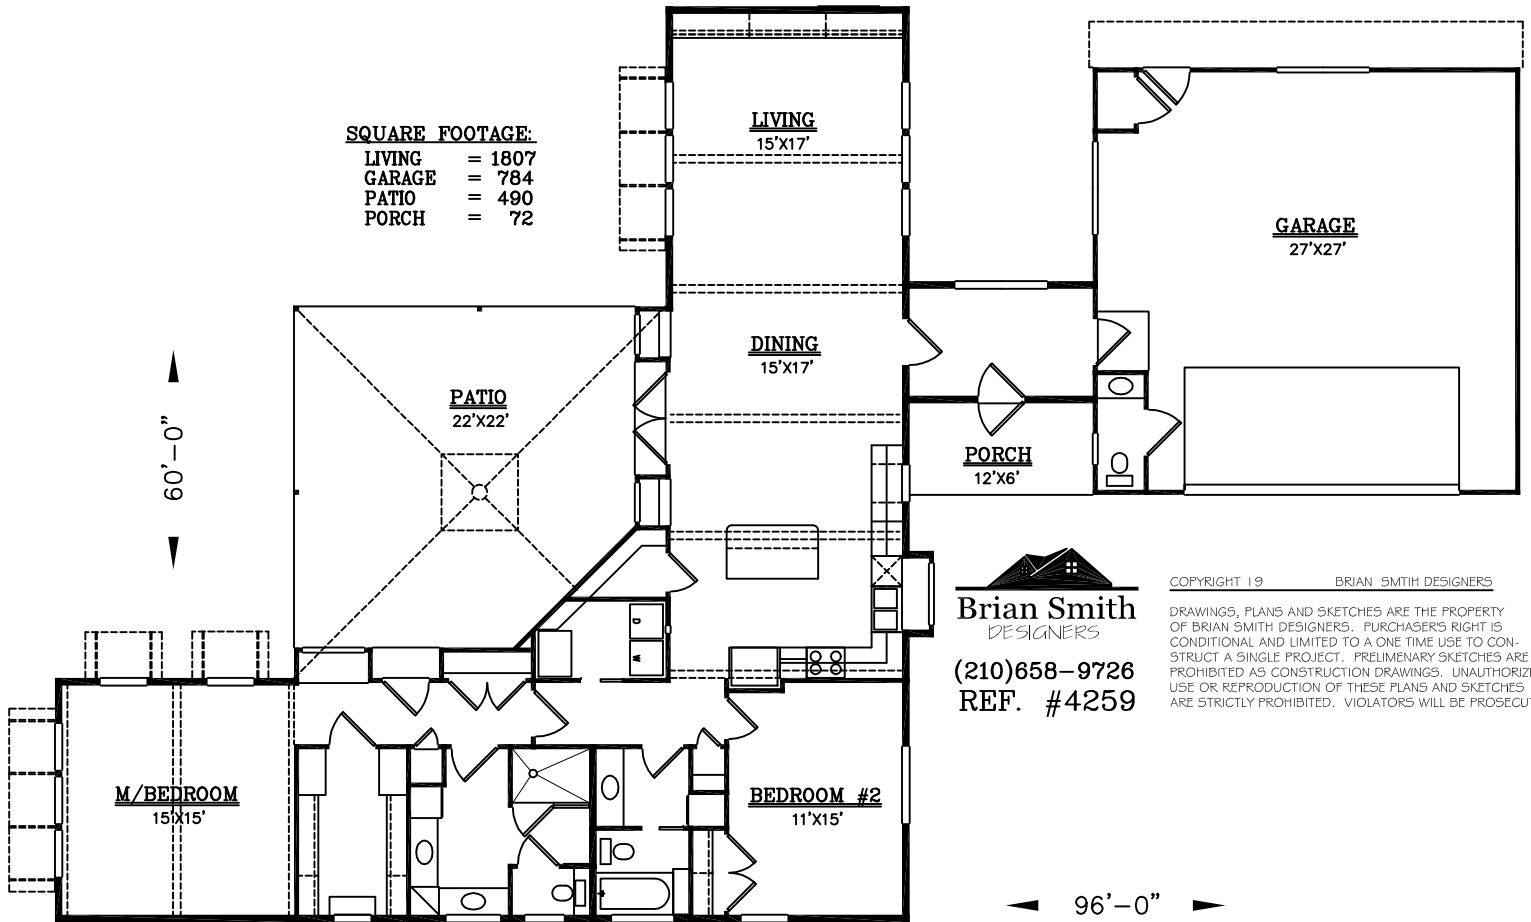 SQUARE FOOTAGE:
LIVING = 1807
GARAGE = 784
PATIO = 490
PORCH = 72
LIVING
15'X17'
GARAGE
27'X27'
DINING
15'X17'
PATIO
22'X22'
PORCH
12'X6'
60'-0"
D
W
Brian Smith
DESIGNERS
(210)658-9726
REF. #4259
COPYRIGHT 19 BRIAN SMTIH DESIGNERS
DRAWINGS, PLANS AND SKETCHES ARE THE PROPERTY
OF BRIAN SMITH DESIGNERS. PURCHASER'S RIGHT IS
CONDITIONAL AND LIMITED TO A ONE TIME USE TO CON-
STRUCT A SINGLE PROJECT. PRELIMENARY SKETCHES ARE
PROHIBITED AS CONSTRUCTION DRAWINGS. UNAUTHORIZE
USE OR REPRODUCTION OF THESE PLANS AND SKETCHES
ARE STRICTLY PROHIBITED. VIOLATORS WILL BE PROSECUT
M/BEDROOM
15'X15'
BEDROOM #2
11'X15'
96'-0"